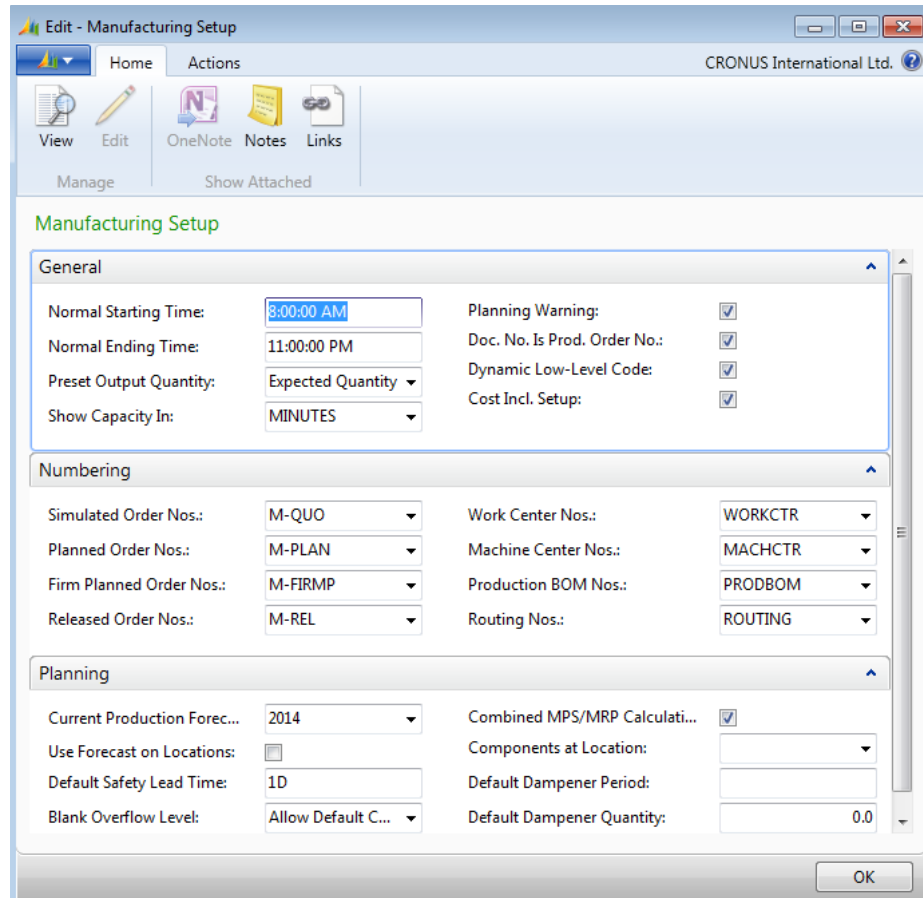 Edit - Manufacturing Setup
Home Actions CRONUS International Ltd.
View Edit OneNote Notes Links
Manage Show Attached
Manufacturing Setup
General
Normal Starting Time: 8:00:00 AM Planning Warning:
Normal Ending Time: 11:00:00 PM Doc. No. Is Prod. Order No.:
Preset Output Quantity: Expected Quantity Dynamic Low-Level Code:
Show Capacity In: MINUTES Cost Incl. Setup:
Numbering
Simulated Order Nos.: M-QUO Work Center Nos.: WORKCTR
Planned Order Nos.: M-PLAN Machine Center Nos.: MACHCTR
Firm Planned Order Nos.: M-FIRMP Production BOM Nos.: PRODBOM
Released Order Nos.: M-REL Routing Nos.: ROUTING
Planning
Current Production Forec... 2014 Combined MPS/MRP Calculati...
Use Forecast on Locations: Components at Location:
Default Safety Lead Time: 1D Default Dampener Period:
Blank Overflow Level: Allow Default C... Default Dampener Quantity: 0.0
OK